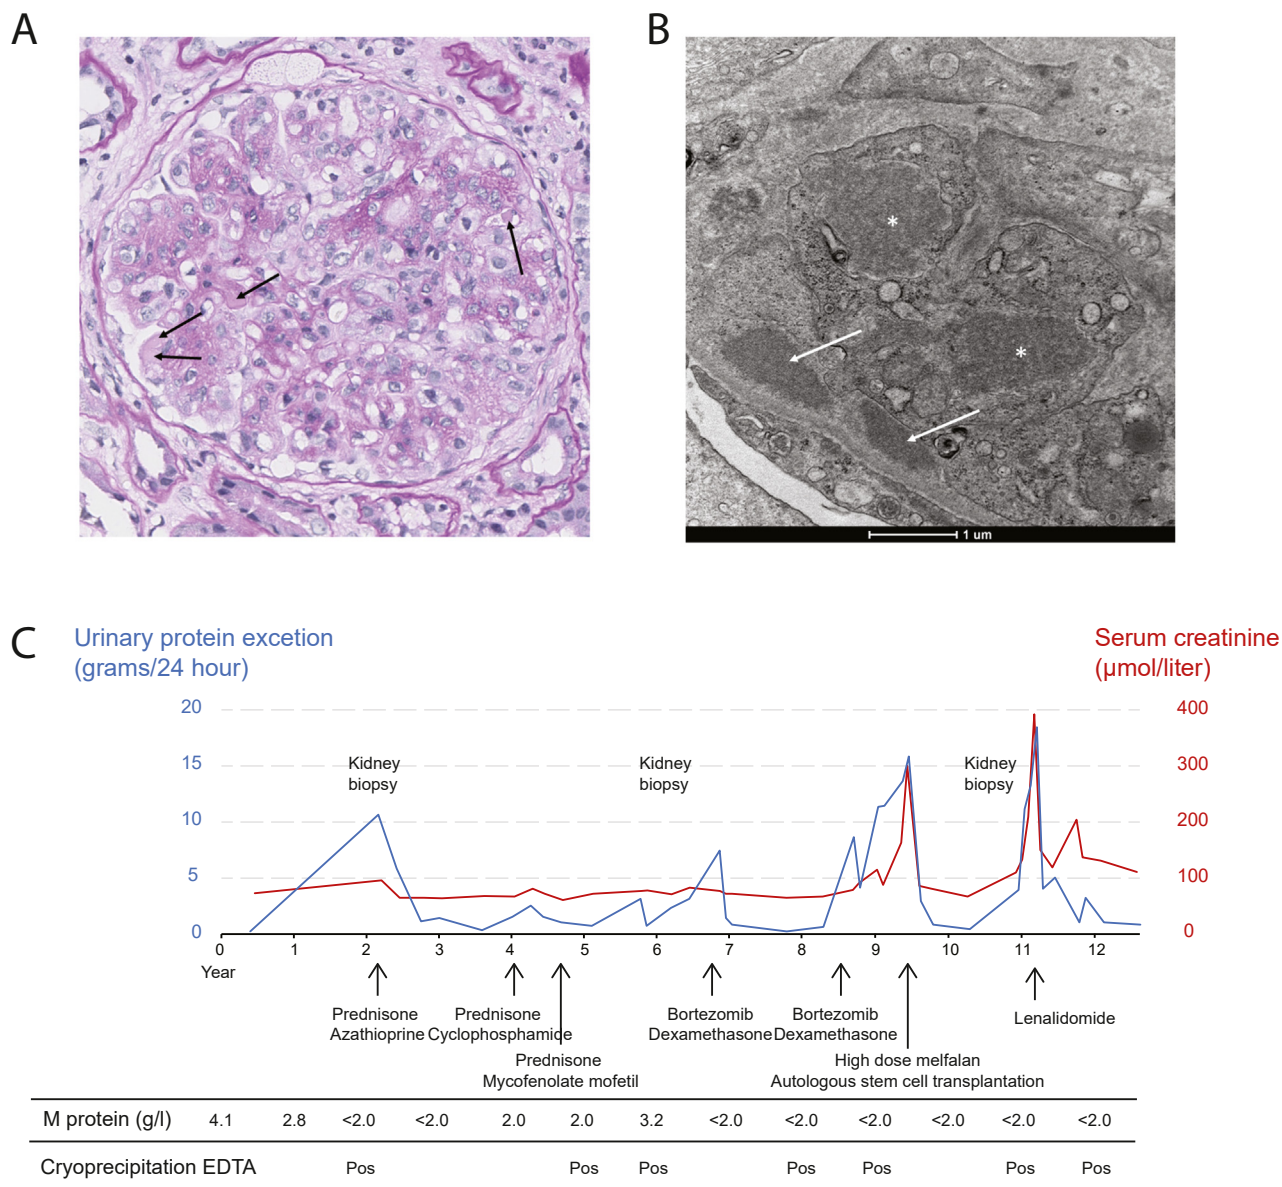 A
B
*
*
1 um
C
Urinary protein excetion
(grams/24 hour)
Serum creatinine
(µmol/liter)
20
400
15
Kidney
biopsy
Kidney
biopsy
Kidney
biopsy
300
10
200
5
100
0
0
0 1 2 3 4 5 6 7 8 9 10 11 12
Year
Prednisone
Azathioprine
Prednisone
Cyclophosphamide
Bortezomib
Dexamethasone
Bortezomib
Dexamethasone
Lenalidomide
Prednisone
Mycofenolate mofetil
High dose melfalan
Autologous stem cell transplantation
M protein (g/l) 4.1 2.8 <2.0 <2.0 2.0 2.0 3.2 <2.0 <2.0 <2.0 <2.0 <2.0 <2.0
Cryoprecipitation EDTA Pos Pos Pos Pos Pos Pos Pos